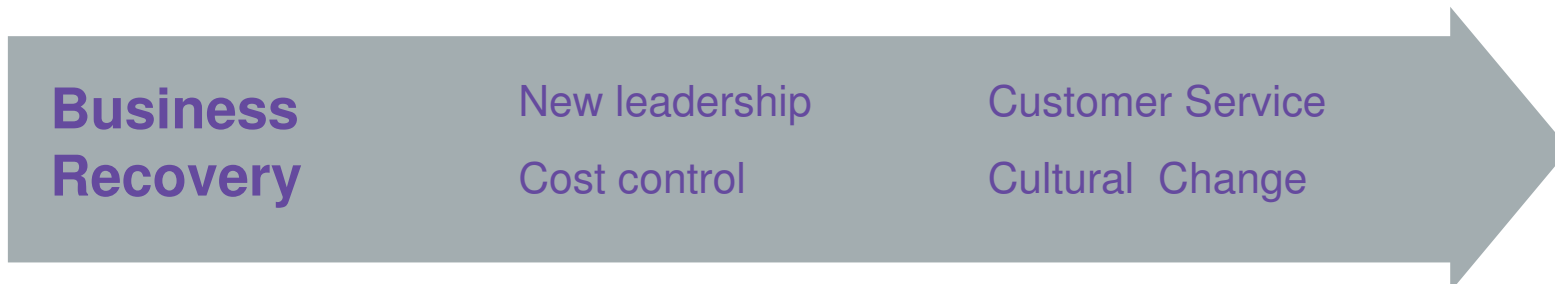 Business
Recovery
New leadership
Cost control
Customer Service
Cultural  Change